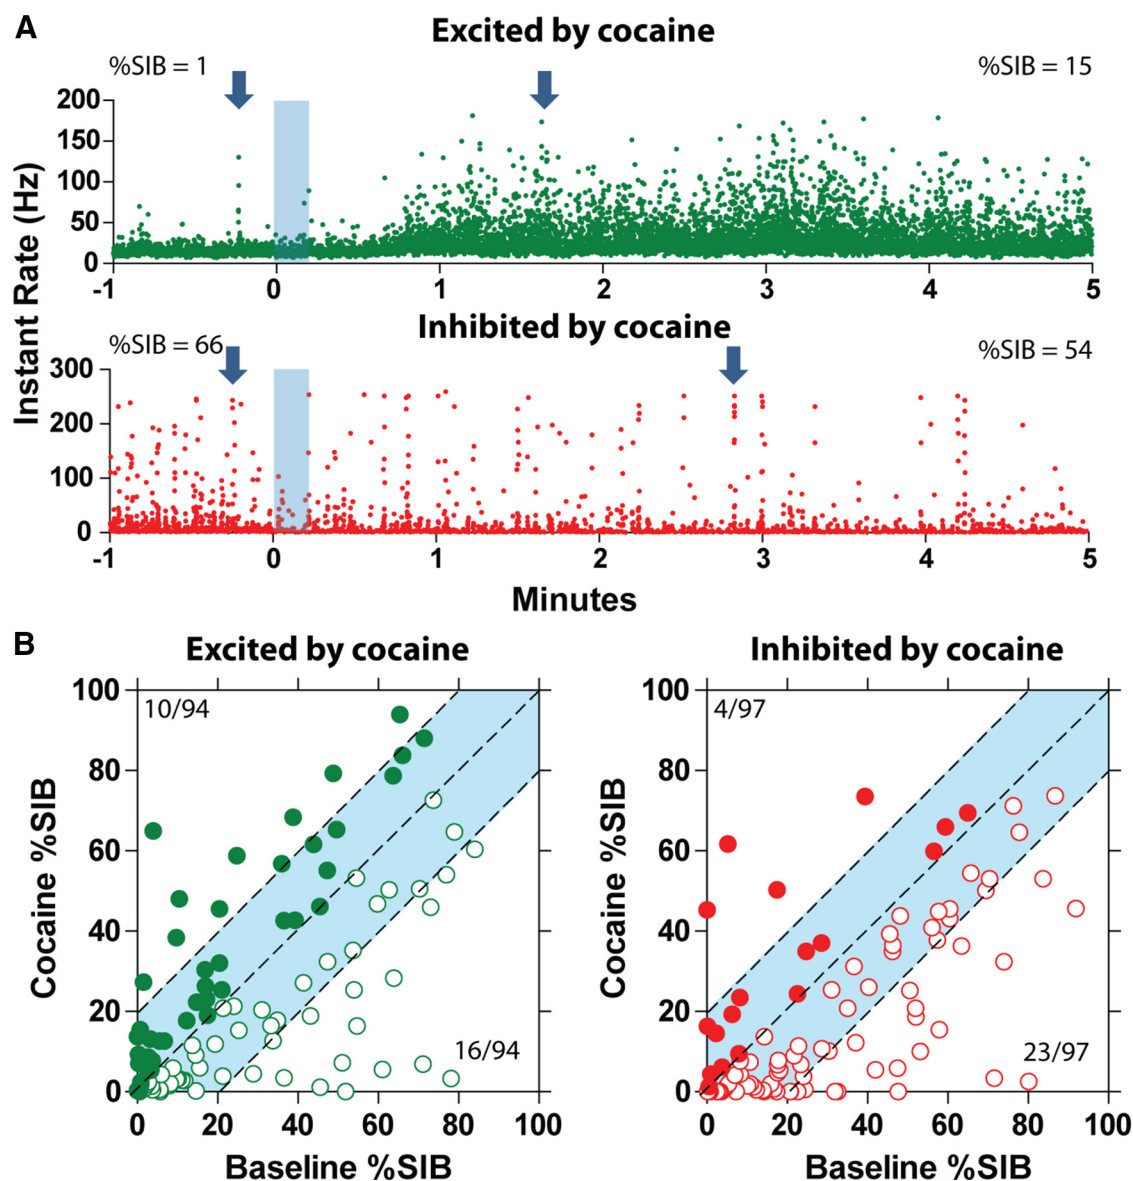 A
Excited by cocaine
%SIB = 1
%SIB = 15
200
150
100
50
0
-1 0 1 2 3 4 5
Inhibited by cocaine
%SIB = 66
%SIB = 54
300
200
100
0
-1 0 1 2 3 4 5
Instant Rate (Hz)
Minutes
B
Excited by cocaine
10/94
16/94
100
80
60
40
20
0
0 20 40 60 80 100
Cocaine %SIB
Baseline %SIB
Inhibited by cocaine
4/97
23/97
100
80
60
40
20
0
0 20 40 60 80 100
Cocaine %SIB
Baseline %SIB